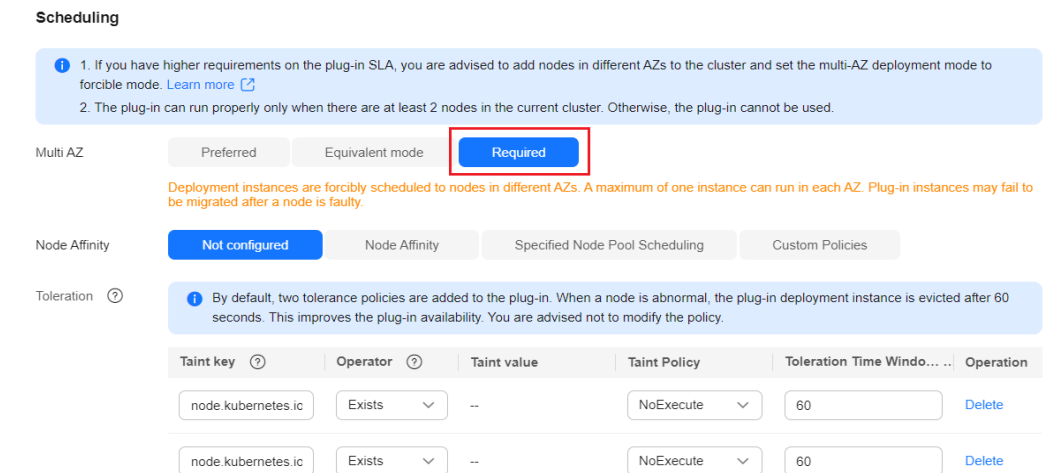 Scheduling
1. If you have higher requirements on the plug-in SLA, you are advised to add nodes in different AZs to the cluster and set the multi-AZ deployment mode to
forcible mode. Learn more
2. The plug-in can run properly only when there are at least 2 nodes in the current cluster. Otherwise, the plug-in cannot be used.
Multi AZ Preferred Equivalent mode Required
Deployment instances are forcibly scheduled to nodes in different AZs. A maximum of one instance can run in each AZ. Plug-in instances may fail to
be migrated after a node is faulty.
Node Affinity Not configured Node Affinity Specified Node Pool Scheduling Custom Policies
Toleration ? By default, two tolerance policies are added to the plug-in. When a node is abnormal, the plug-in deployment instance is evicted after 60
seconds. This improves the plug-in availability. You are advised not to modify the policy.
Taint key ? Operator ? Taint value Taint Policy Toleration Time Windo... .. Operation
node.kubernetes.ic Exists -- NoExecute 60 Delete
node.kubernetes.ic Exists -- NoExecute 60 Delete